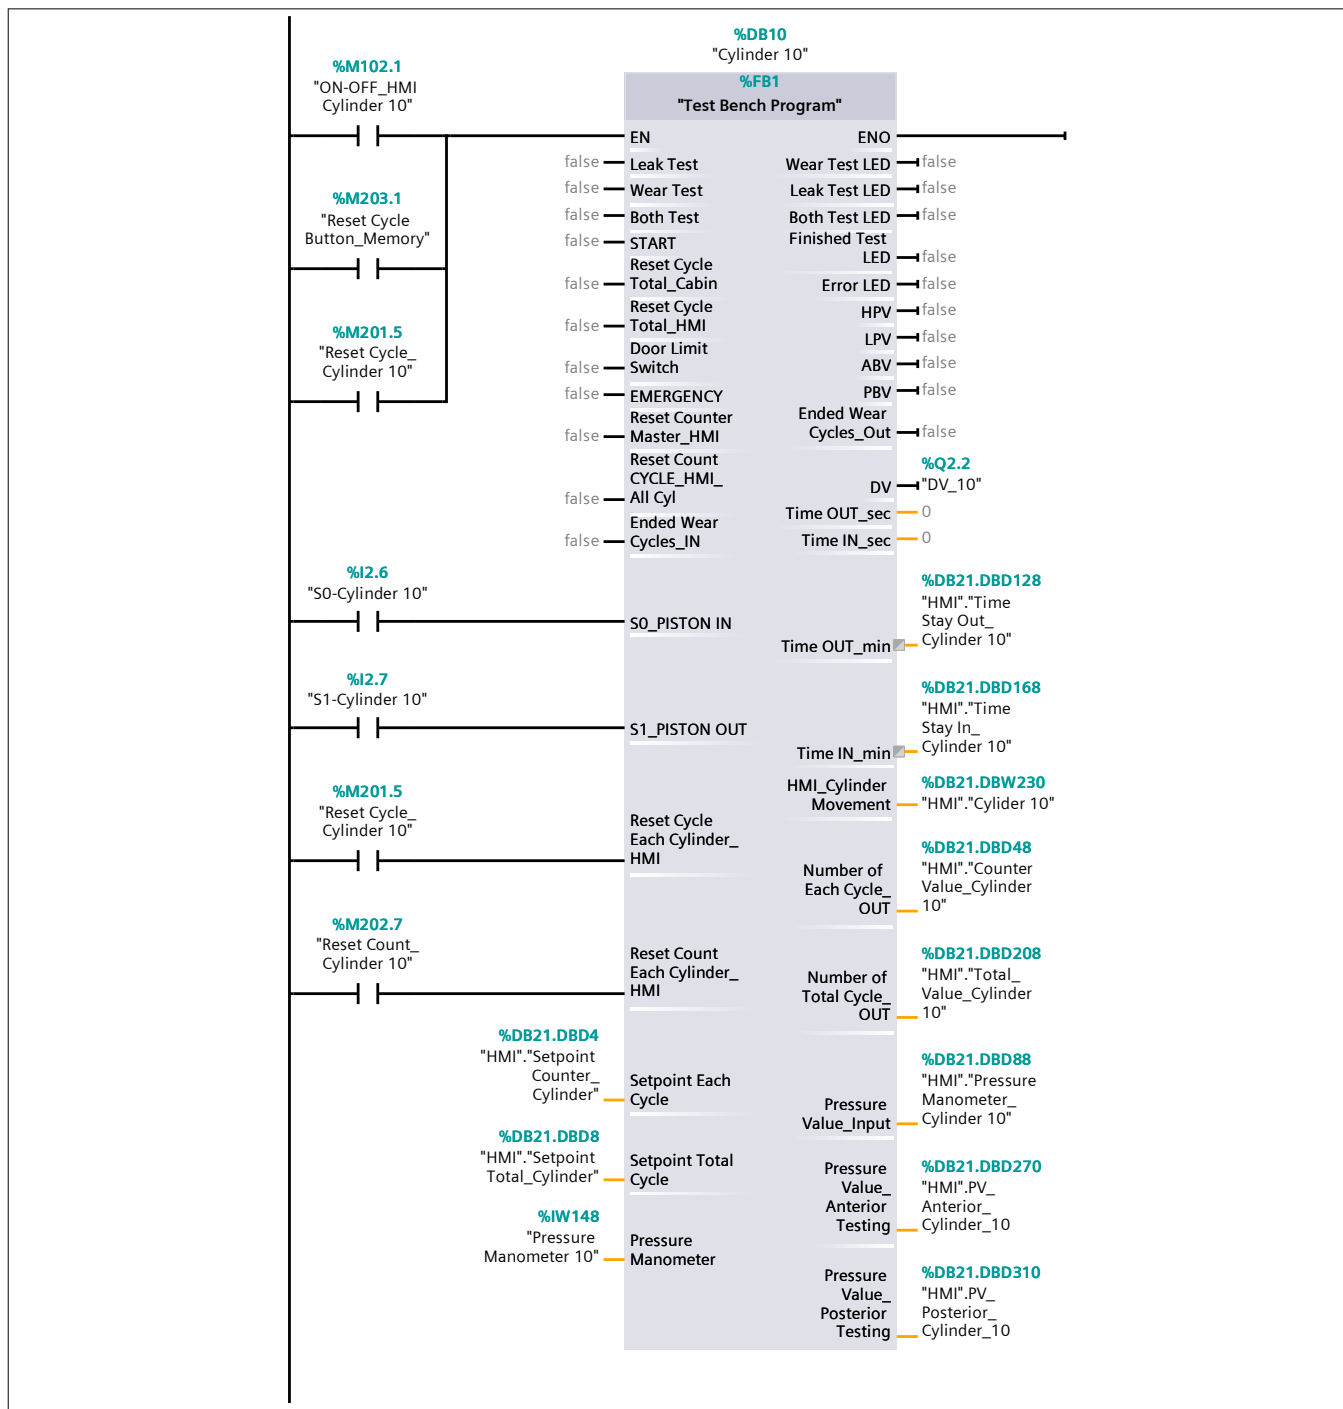 %DB10
"Cylinder 10"
%FB1
"Test Bench Program"
%M102.1
"ON-OFF_HMI
Cylinder 10"
%M203.1
"Reset Cycle
Button_Memory"
%M201.5
"Reset Cycle_
Cylinder 10"
EN
false Leak Test
false Wear Test
false Both Test
false START
Reset Cycle
false Total_Cabin
Reset Cycle
false Total_HMI
Door Limit
false Switch
false EMERGENCY
Reset Counter
false Master_HMI
Reset Count
CYCLE_HMI_
false All Cyl
Ended Wear
false Cycles_IN
%I2.6
"S0-Cylinder 10"
S0_PISTON IN
%I2.7
"S1-Cylinder 10"
S1_PISTON OUT
%M201.5
"Reset Cycle_
Cylinder 10"
Reset Cycle
Each Cylinder_
HMI
%M202.7
"Reset Count_
Cylinder 10"
Reset Count
Each Cylinder_
HMI
%DB21.DBD4
"HMI"."Setpoint
Counter_
Cylinder"
Setpoint Each
Cycle
%DB21.DBD8
"HMI"."Setpoint
Total_Cylinder"
Setpoint Total
Cycle
%IW148
"Pressure
Manometer 10"
Pressure
Manometer
ENO
Wear Test LED false
Leak Test LED false
Both Test LED false
Finished Test
LED false
Error LED false
HPV false
LPV false
ABV false
PBV false
Ended Wear
Cycles_Out false
%Q2.2
DV "DV_10"
Time OUT_sec 0
Time IN_sec 0
%DB21.DBD128
"HMI"."Time
Stay Out_
Cylinder 10"
Time OUT_min
%DB21.DBD168
"HMI"."Time
Stay In_
Cylinder 10"
Time IN_min
HMI_Cylinder
Movement
%DB21.DBW230
"HMI"."Cylider 10"
%DB21.DBD48
"HMI"."Counter
Value_Cylinder
10"
Number of
Each Cycle_
OUT
%DB21.DBD208
"HMI"."Total_
Value_Cylinder
10"
Number of
Total Cycle_
OUT
%DB21.DBD88
"HMI"."Pressure
Manometer_
Cylinder 10"
Pressure
Value_Input
%DB21.DBD270
"HMI".PV_
Anterior_
Cylinder_10
Pressure
Value_
Anterior
Testing
%DB21.DBD310
"HMI".PV_
Posterior_
Cylinder_10
Pressure
Value_
Posterior
Testing